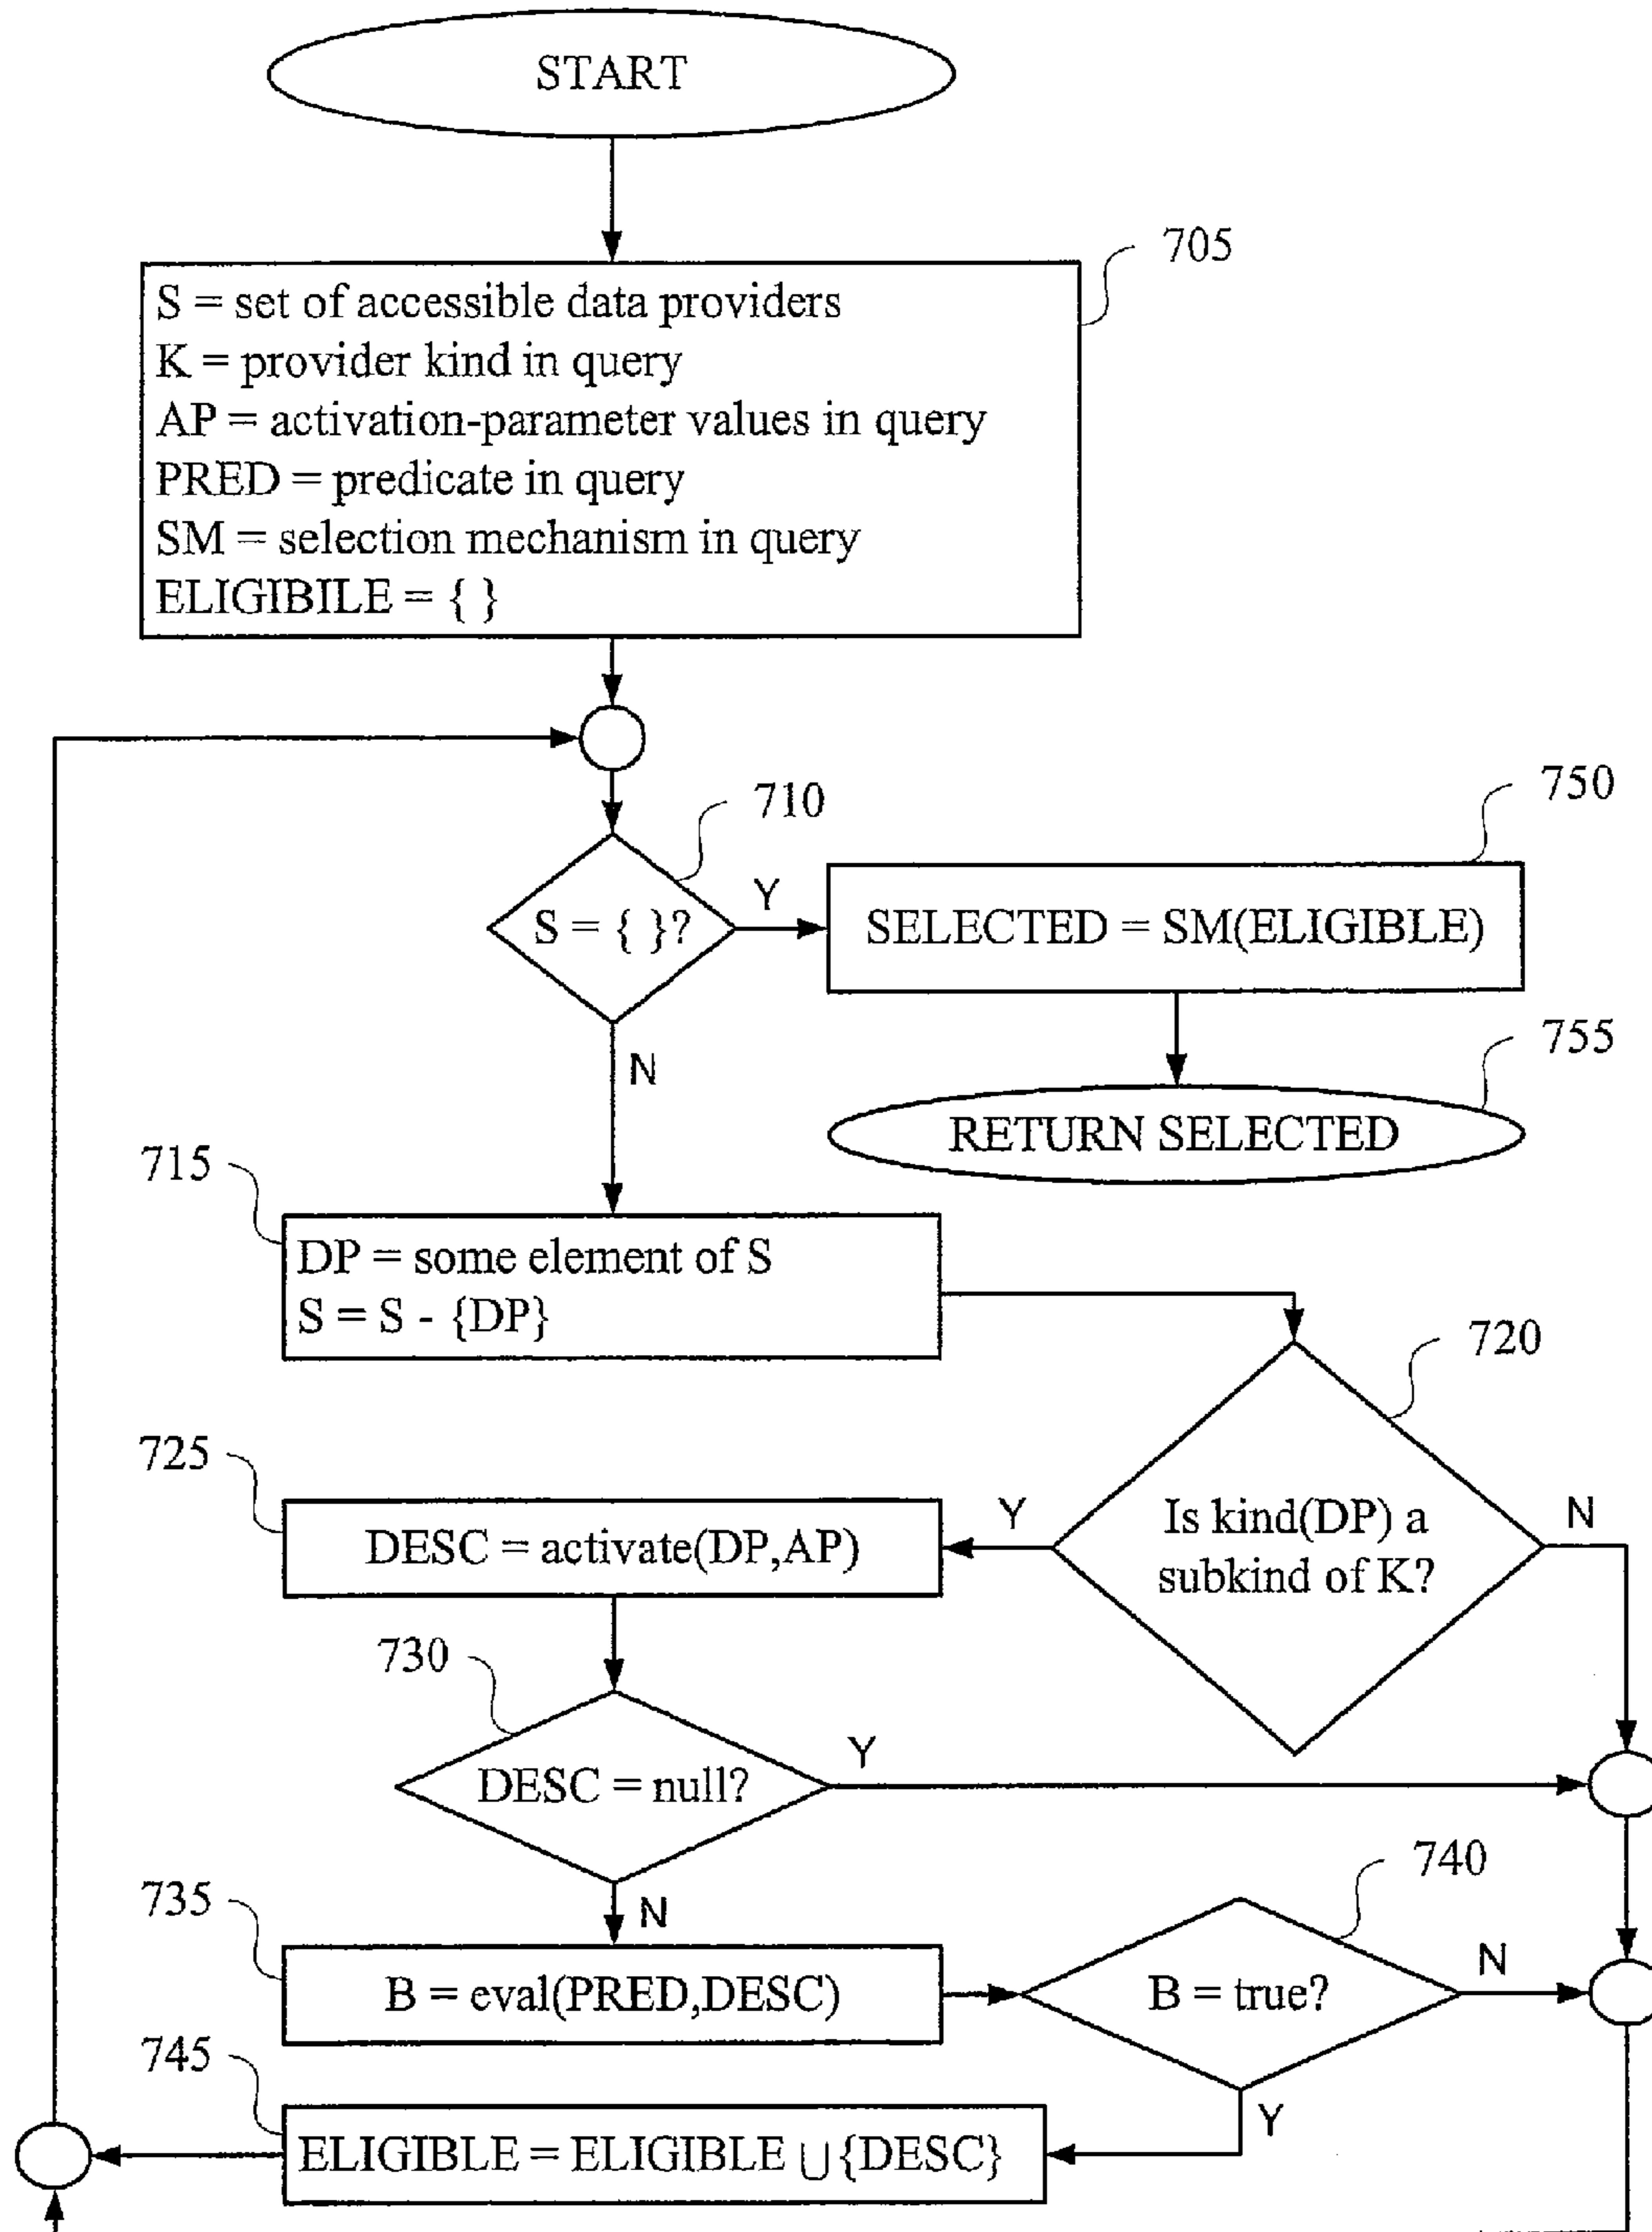 START
705
S = set of accessible data providers
K = provider kind in query
AP = activation-parameter values in query
PRED = predicate in query
SM = selection mechanism in query
ELIGIBILE = { }
710
750
S = { }?
Y
SELECTED = SM(ELIGIBLE)
N
755
RETURN SELECTED
715
DP = some element of S
S = S - {DP}
720
725
DESC = activate(DP,AP)
Y
Is kind(DP) a
subkind of K?
N
730
DESC = null?
Y
740
735
N
B = eval(PRED,DESC)
B = true?
N
745
Y
ELIGIBLE = ELIGIBLE ∪ {DESC}